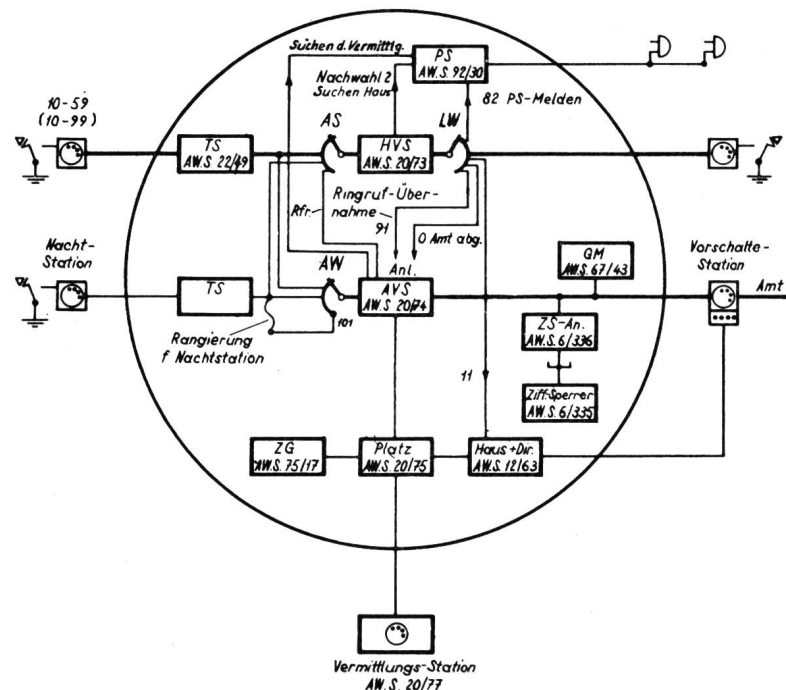 Suchen d. Vermittlg.
PS
AW.S. 92/30
Nachwahl 2
Suchen Haus
82 PS-Melden
10-59
(10-99)
AS
LW
TS
AW.S. 22/49
HVS
AW.S. 20/73
Ringruf-Über-
nahme
91
Rfr.
0 Amt abg.
Nacht-
Station
AW
Anl.
GM
AW.S. 67/43
Vorschalte-
Station
Amt
TS
AVS
AW.S. 20/74
101
ZS-An.
AW.S. 6/336
Rangierung
f Nachtstation
11
Ziff.-Sperrer
AW.S. 6/335
ZG
AW.S. 75/17
Platz
AW.S. 20/75
Haus+Dir.
AW.S. 12/63
Vermittlungs-Station
AW.S. 20/77